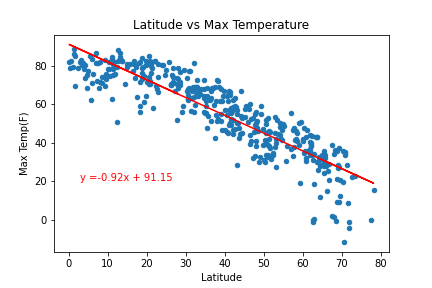 Latitude vs Max Temperature
Max Temp(F)
80
60
40
20
0
y =-0.92x + 91.15
0 10 20 30 40 50 60 70 80
Latitude